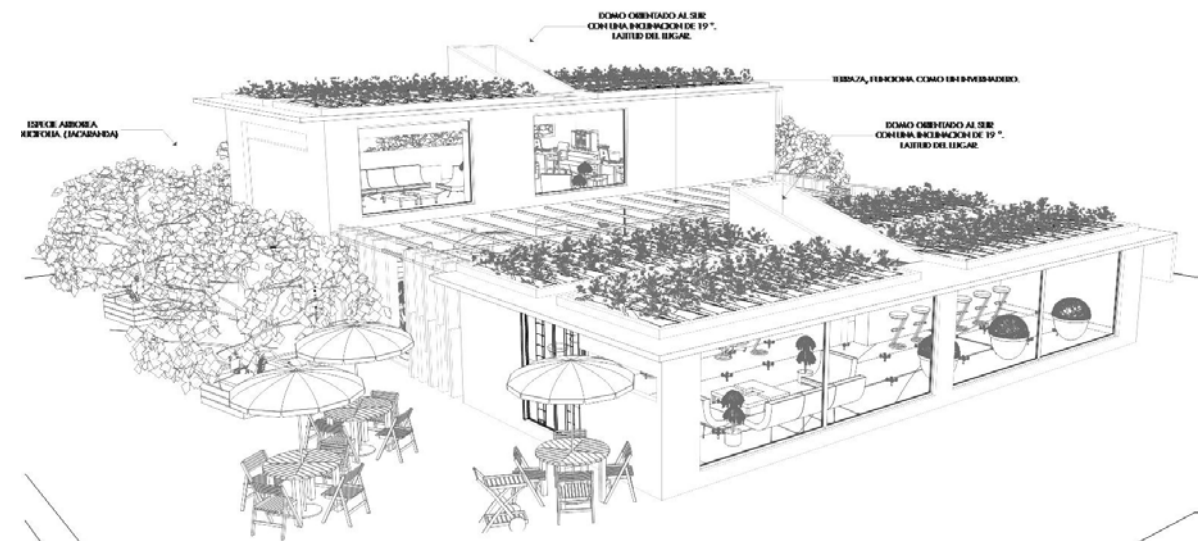 DOMO ORIENTADO AL SUR
CON UNA INCLINACION DE 19 °.
LATITUD DEL LUGAR.
TERRAZA, FUNCIONA COMO UN INVERNADERO.
ESPECIE ARBOREA
DUCIFOLIA. (JACARANDA)
DOMO ORIENTADO AL SUR
CON UNA INCLINACION DE 19 °.
LATITUD DEL LUGAR.